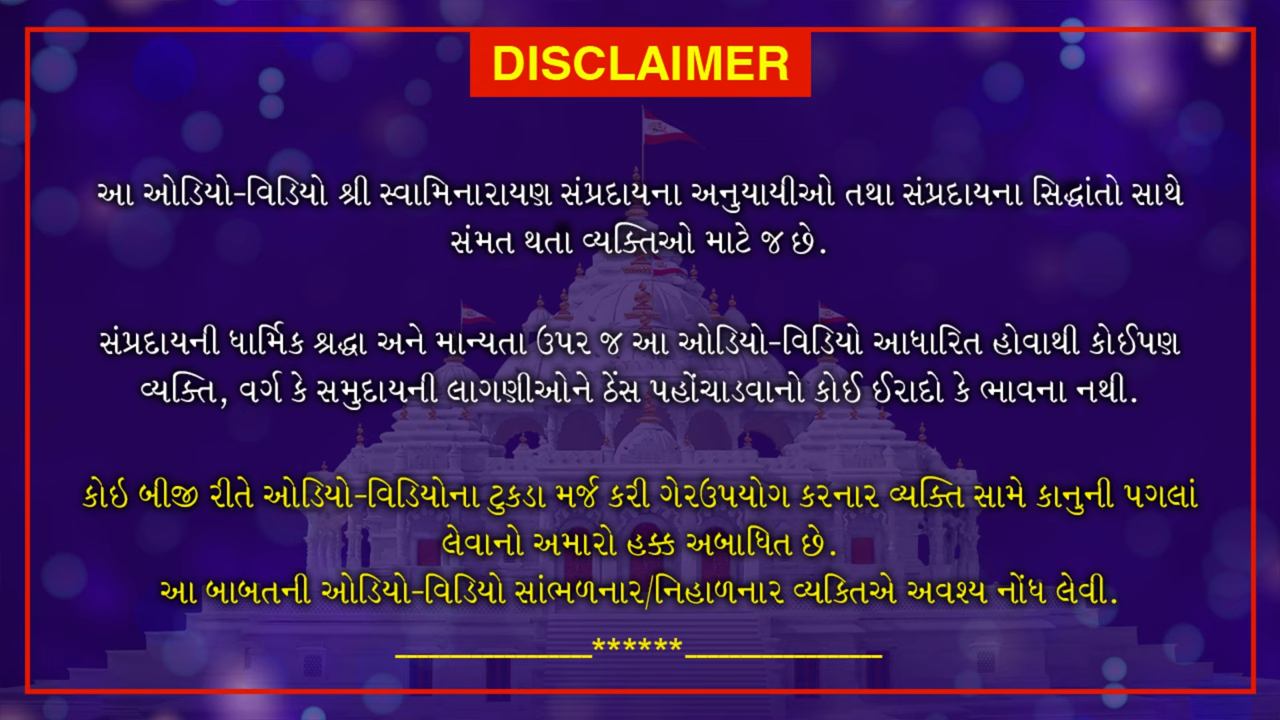 DISCLAIMER
આ ઓડિયો-વિડિયો શ્રી સ્વામિનારાયણ સંપ્રદાયના અનુયાયીઓ તથા સંપ્રદાયના સિદ્ધાંતો સાથે
સંમત થતા વ્યક્તિઓ માટે જ છે.
સંપ્રદાયની ધાર્મિક શ્રદ્ધા અને માન્યતા ઉપર જ આ ઓડિયો-વિડિયો આધારિત હોવાથી કોઈપણ
વ્યક્તિ, વર્ગ કે સમુદાયની લાગણીઓને ઠેંસ પહોંચાડવાનો કોઈ ઈરાદો કે ભાવના નથી.
કોઇ બીજી રીતે ઓડિયો-વિડિયોના ટુકડા મર્જ કરી ગેરઉપયોગ કરનાર વ્યક્તિ સામે કાનુની પગલાં
લેવાનો અમારો હક્ક અબાધિત છે.
આ બાબતની ઓડિયો-વિડિયો સાંભળનાર/નિહાળનાર વ્યકિતએ અવશ્ય નોંધ લેવી.
______________******______________